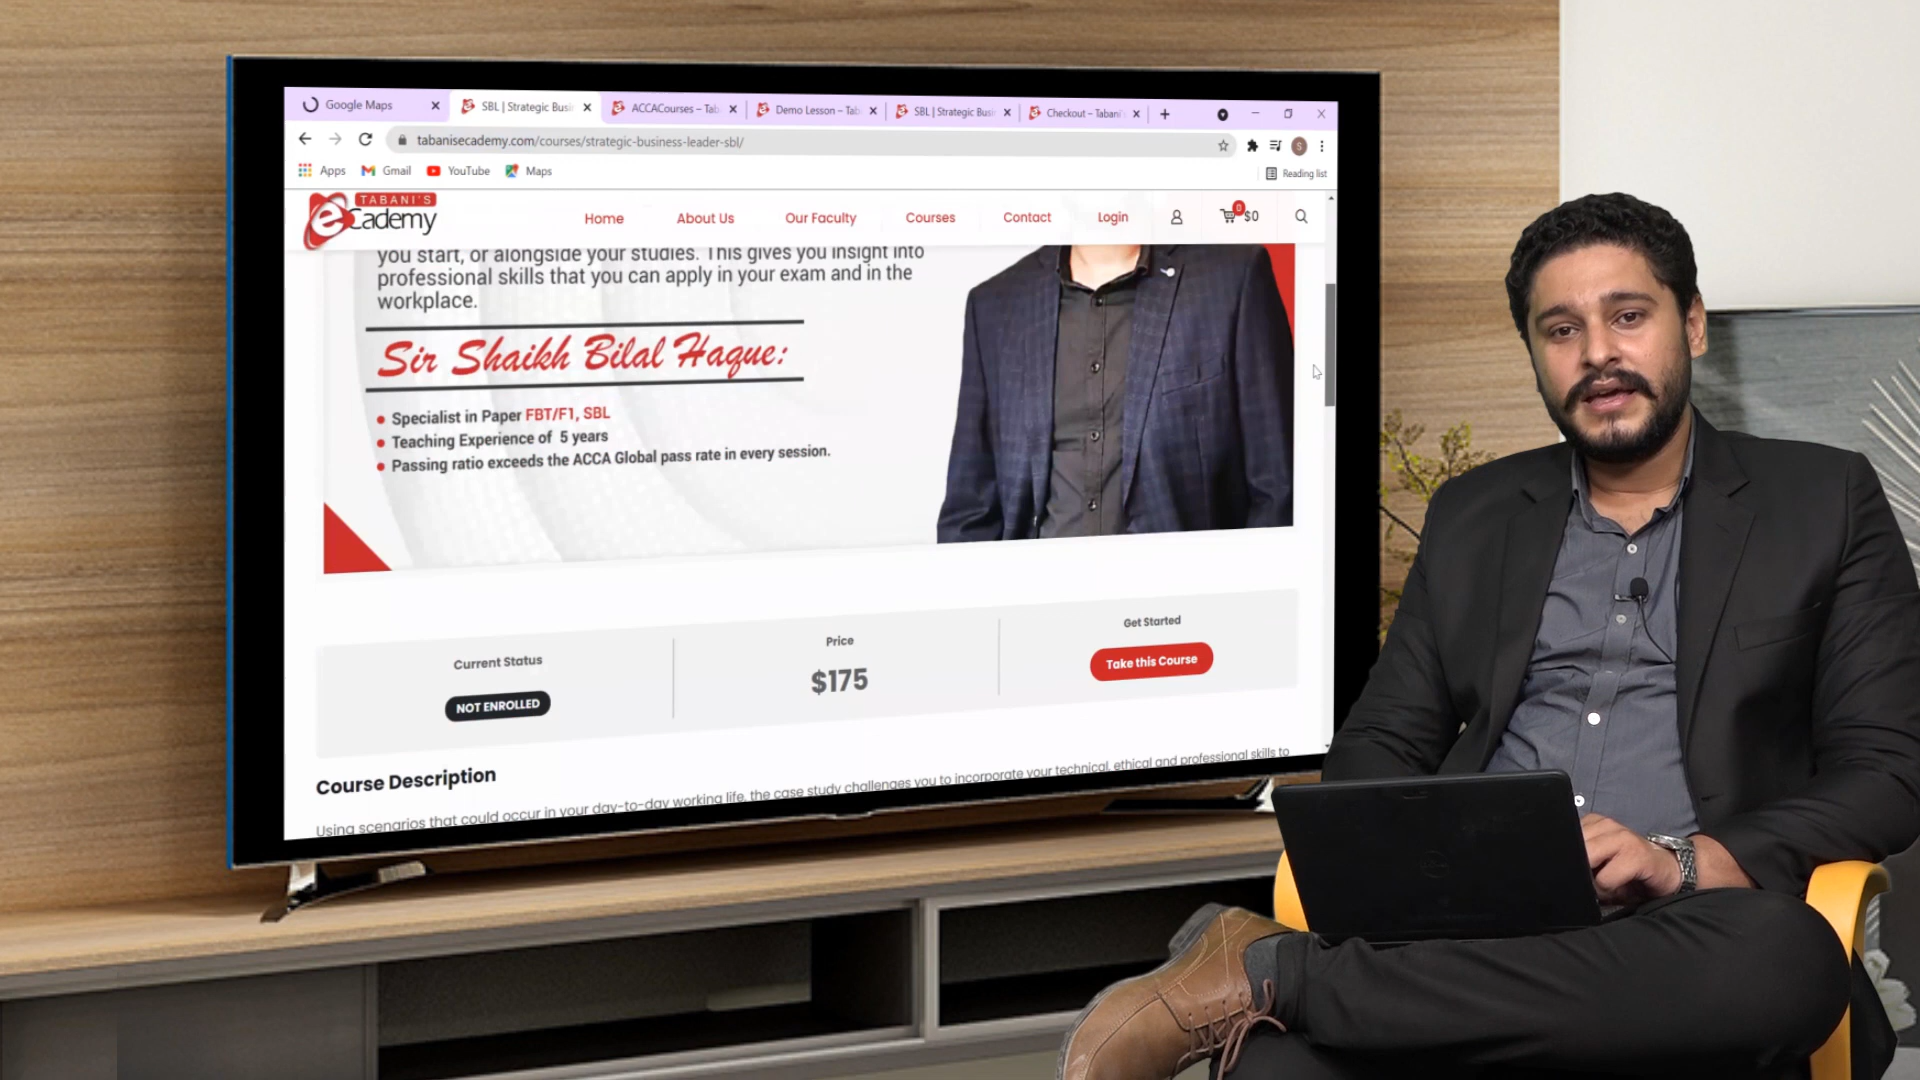 Google Maps
SBL | Strategic Busi
ACCACourses – Tab
Demo Lesson – Tab
SBL | Strategic Busin
Checkout – Tabani'
tabanisecademy.com/courses/strategic-business-leader-sbl/
S
Apps
Gmail
YouTube
Maps
Reading list
TABANI'S
eCademy
Home
About Us
Our Faculty
Courses
Contact
Login
0
$0
you start, or alongside your studies. This gives you insight into
professional skills that you can apply in your exam and in the
workplace.
Sir Shaikh Bilal Haque:
• Specialist in Paper FBT/F1, SBL
• Teaching Experience of 5 years
• Passing ratio exceeds the ACCA Global pass rate in every session.
Current Status
NOT ENROLLED
Price
$175
Get Started
Take this Course
Course Description
Using scenarios that could occur in your day-to-day working life, the case study challenges you to incorporate your technical, ethical and professional skills to